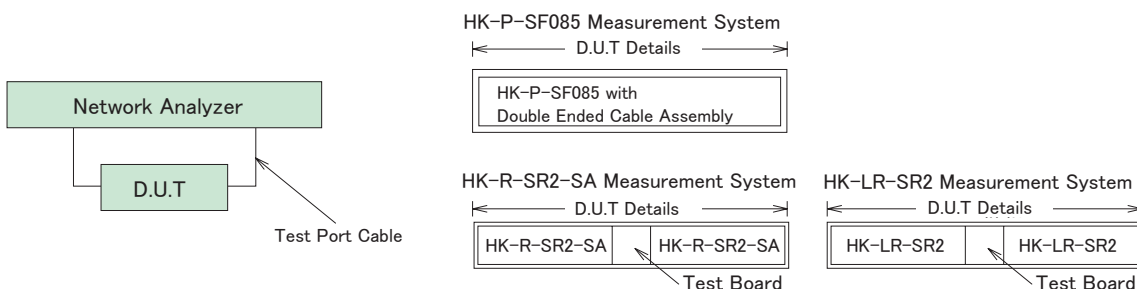 Network Analyzer
D.U.T
Test Port Cable
HK-P-SF085 Measurement System
D.U.T Details
HK-P-SF085 with
Double Ended Cable Assembly
HK-R-SR2-SA Measurement System
D.U.T Details
HK-R-SR2-SA
HK-R-SR2-SA
Test Board
HK-LR-SR2 Measurement System
D.U.T Details
HK-LR-SR2
HK-LR-SR2
Test Board